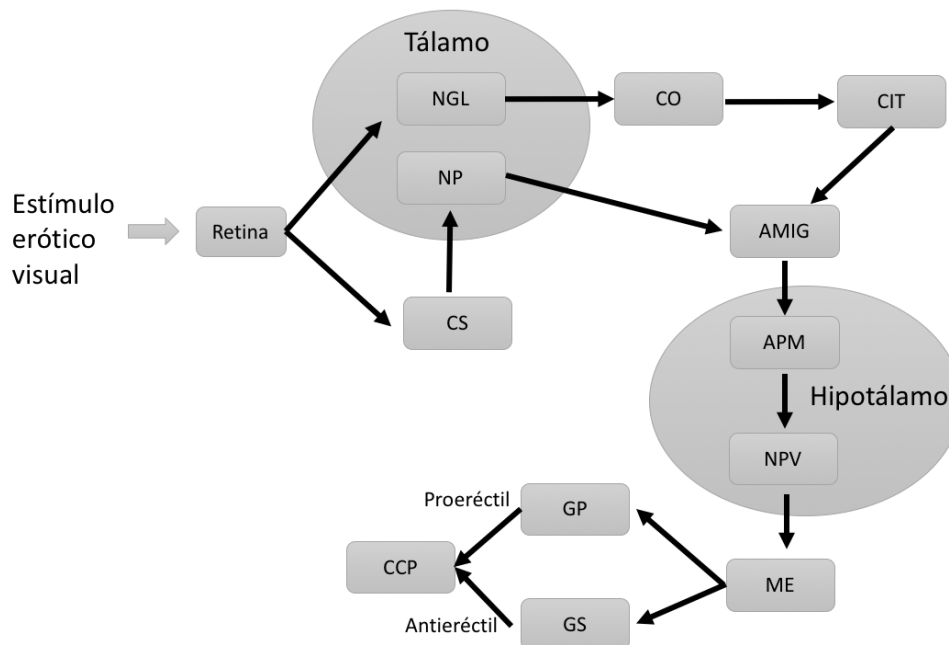 Tálamo
NGL
CO
CIT
NP
Estímulo
erótico
visual
Retina
AMIG
CS
APM
Hipotálamo
NPV
Proeréctil
GP
CCP
ME
Antieréctil
GS